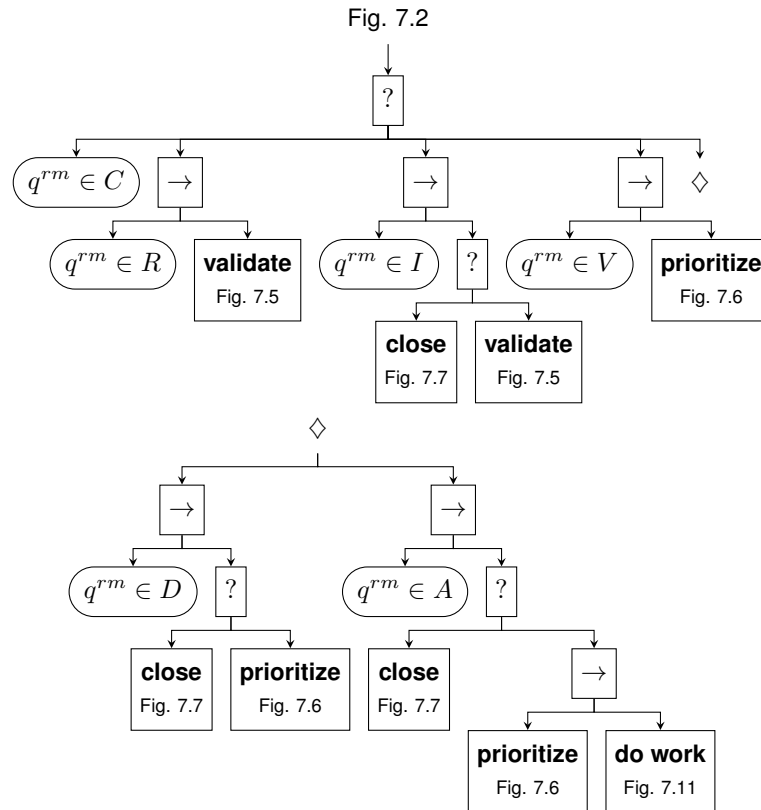 Fig. 7.2
?
q^{rm} ∈ C
→
→
→
♢
q^{rm} ∈ R
validate
Fig. 7.5
q^{rm} ∈ I
?
q^{rm} ∈ V
prioritize
Fig. 7.6
close
Fig. 7.7
validate
Fig. 7.5
♢
→
→
q^{rm} ∈ D
?
q^{rm} ∈ A
?
close
Fig. 7.7
prioritize
Fig. 7.6
close
Fig. 7.7
→
prioritize
Fig. 7.6
do work
Fig. 7.11